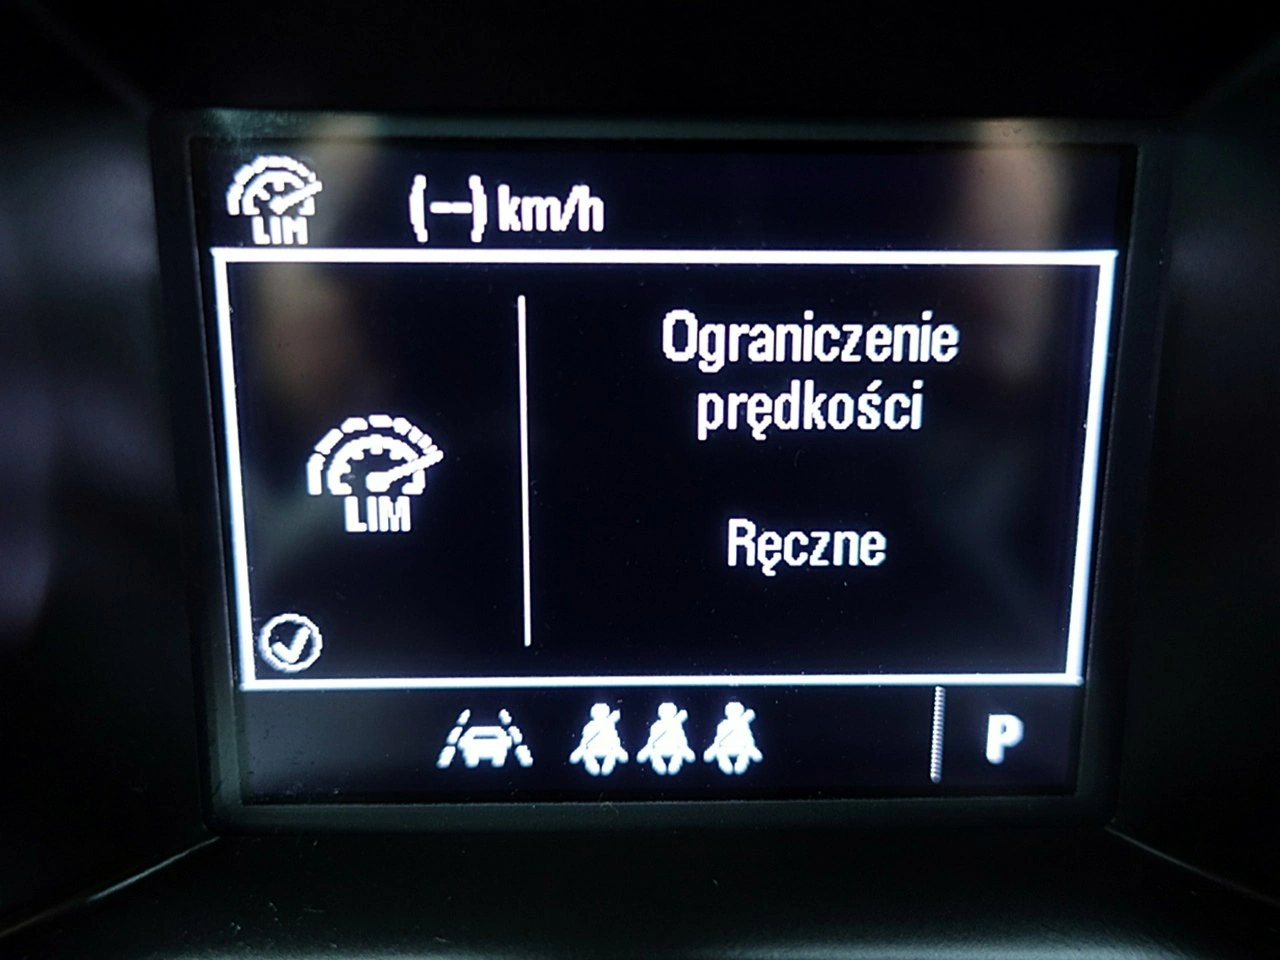 LIM (--) km/h
Ograniczenie
prędkości
LIM
Ręczne
P